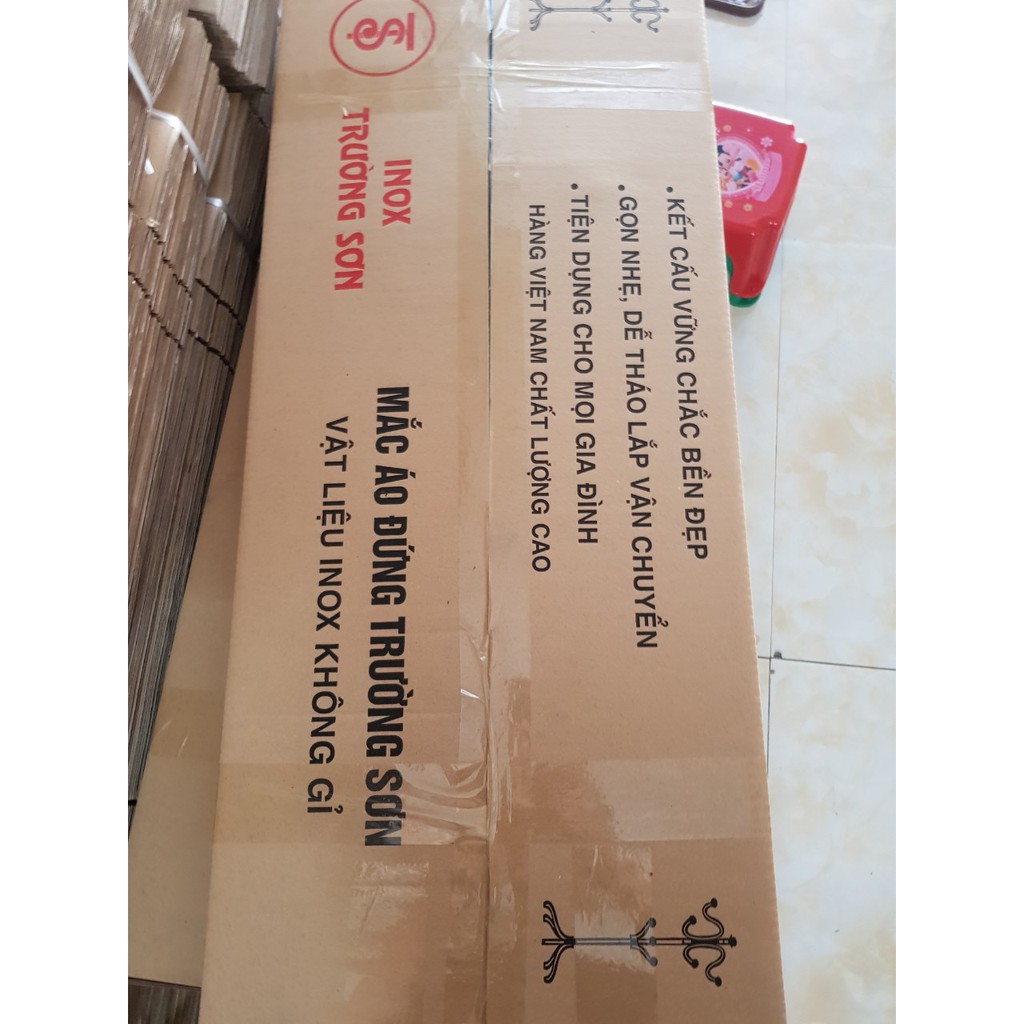 INOX
TRƯỜNG SƠN
MẮC ÁO ĐỨNG TRƯỜNG SƠN
VẬT LIỆU INOX KHÔNG GỈ
• KẾT CẤU VỮNG CHẮC BỀN ĐẸP
• GỌN NHẸ, DỄ THÁO LẮP VẬN CHUYỂN
• TIỆN DỤNG CHO MỌI GIA ĐÌNH
HÀNG VIỆT NAM CHẤT LƯỢNG CAO